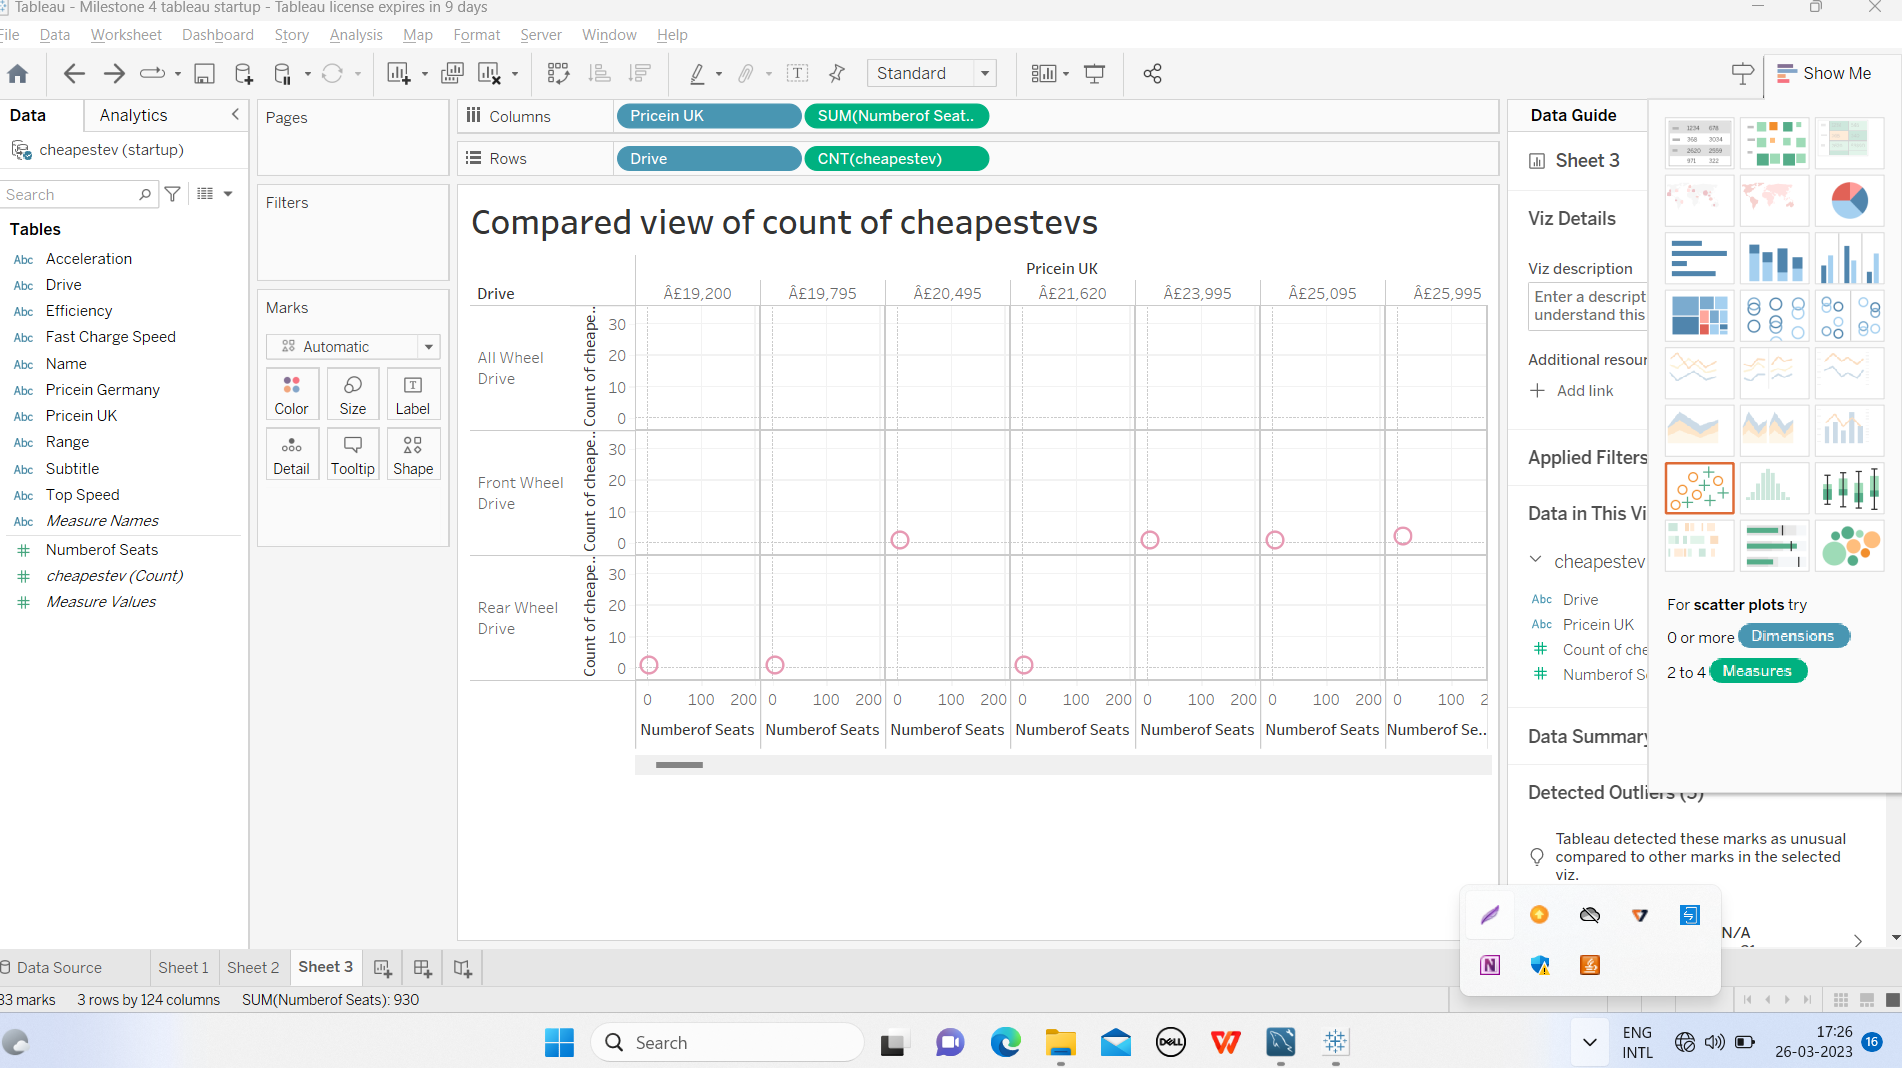 Tableau - Milestone 4 tableau startup - Tableau license expires in 9 days
File Data Worksheet Dashboard Story Analysis Map Format Server Window Help
Standard
Show Me
Data Analytics
cheapestev (startup)
Search
Tables
Abc Acceleration
Abc Drive
Abc Efficiency
Abc Fast Charge Speed
Abc Name
Abc Pricein Germany
Abc Pricein UK
Abc Range
Abc Subtitle
Abc Top Speed
Abc Measure Names
# Numberof Seats
# cheapestev (Count)
# Measure Values
Pages
Filters
Marks
Automatic
Color Size Label
Detail Tooltip Shape
Columns Pricein UK SUM(Numberof Seat..
Rows Drive CNT(cheapestev)
Compared view of count of cheapestevs
Pricein UK
Drive Â£19,200 Â£19,795 Â£20,495 Â£21,620 Â£23,995 Â£25,095 Â£25,995
All Wheel
Drive
Count of cheape..
30
20
10
0
Front Wheel
Drive
Count of cheape..
30
20
10
0
Rear Wheel
Drive
Count of cheape..
30
20
10
0
0 100 200 0 100 200 0 100 200 0 100 200 0 100 200 0 100 200 0 100 2
Numberof Seats Numberof Seats Numberof Seats Numberof Seats Numberof Seats Numberof Seats Numberof Se..
Data Guide
Sheet 3
Viz Details
Viz description
Enter a descript
understand this
Additional resour
Add link
Applied Filters
Data in This Vi
cheapestev
Abc Drive
Abc Pricein UK
# Count of che
# Numberof S
Data Summary
Detected Outliers (5)
Tableau detected these marks as unusual
compared to other marks in the selected
viz.
N/A
1234 678
368 3024
2620 2559
971 322
For scatter plots try
0 or more Dimensions
2 to 4 Measures
Data Source Sheet 1 Sheet 2 Sheet 3
33 marks 3 rows by 124 columns SUM(Numberof Seats): 930
Search
DELL
ENG
INTL
17:26
26-03-2023
16